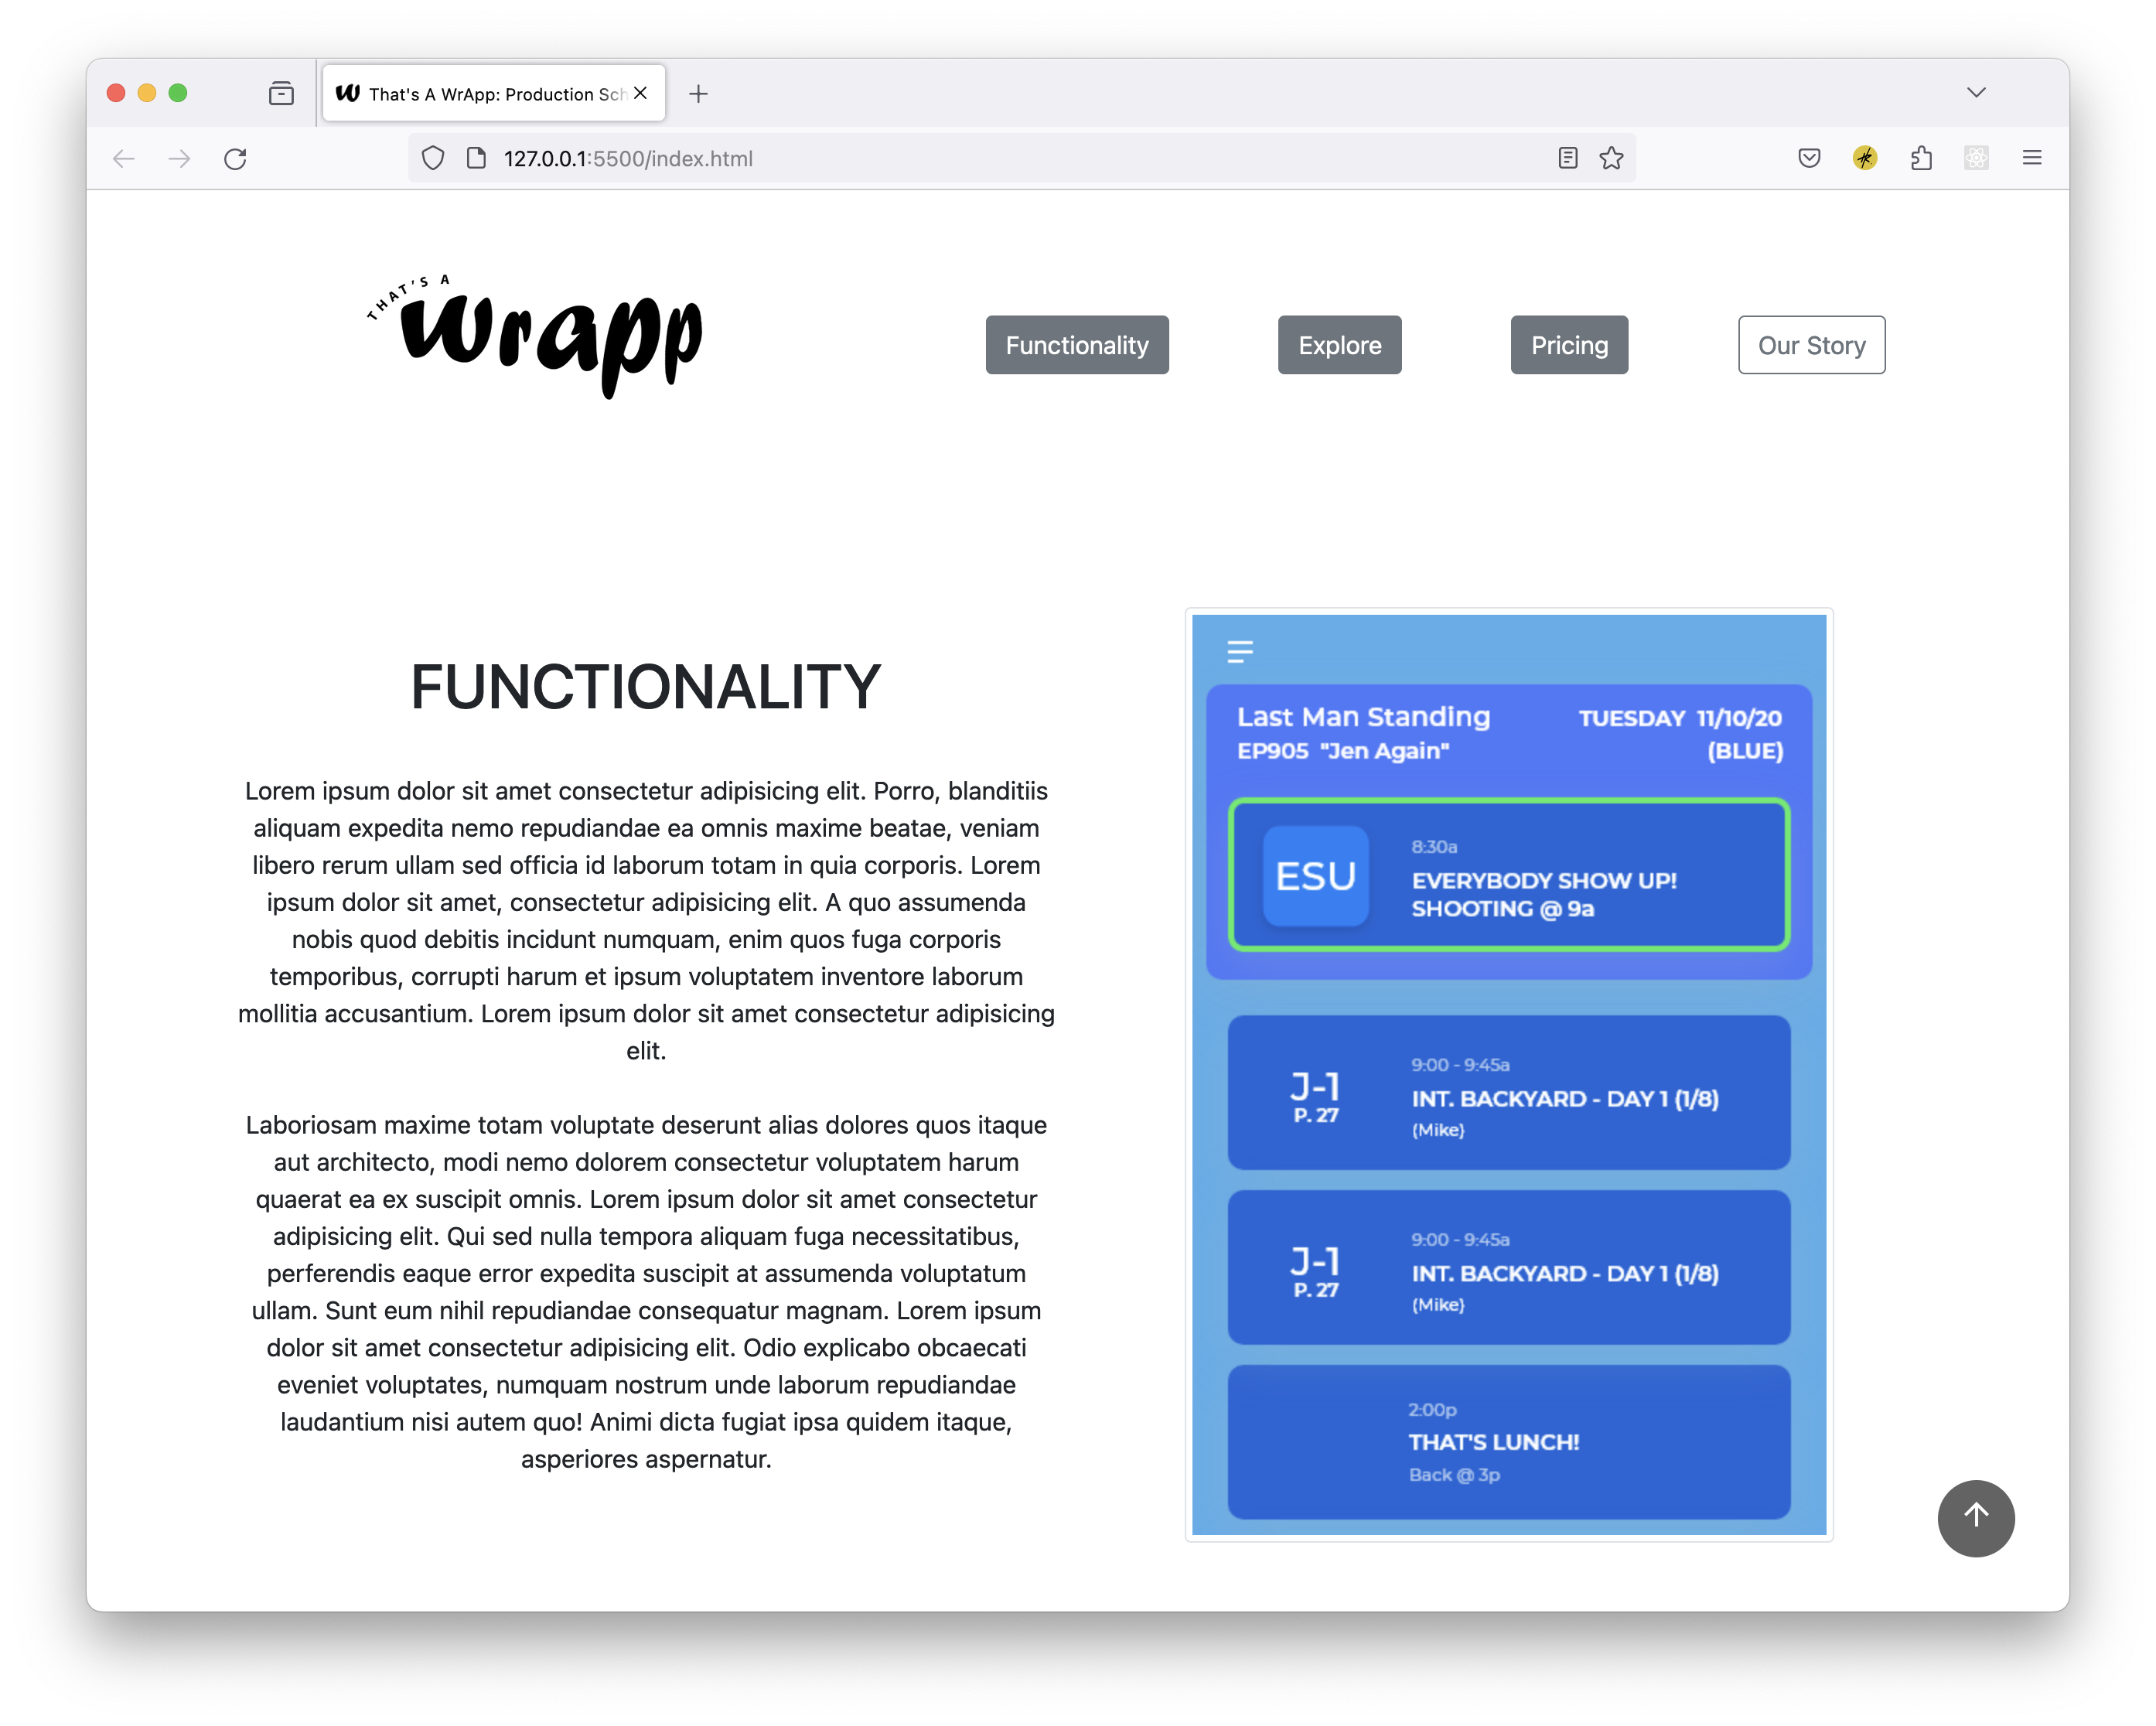 That's A WrApp: Production Sch
127.0.0.1:5500/index.html
THAT'S A
Wrapp
Functionality
Explore
Pricing
Our Story
FUNCTIONALITY
Lorem ipsum dolor sit amet consectetur adipisicing elit. Porro, blanditiis
aliquam expedita nemo repudiandae ea omnis maxime beatae, veniam
libero rerum ullam sed officia id laborum totam in quia corporis. Lorem
ipsum dolor sit amet, consectetur adipisicing elit. A quo assumenda
nobis quod debitis incidunt numquam, enim quos fuga corporis
temporibus, corrupti harum et ipsum voluptatem inventore laborum
mollitia accusantium. Lorem ipsum dolor sit amet consectetur adipisicing
elit.
Laboriosam maxime totam voluptate deserunt alias dolores quos itaque
aut architecto, modi nemo dolorem consectetur voluptatem harum
quaerat ea ex suscipit omnis. Lorem ipsum dolor sit amet consectetur
adipisicing elit. Qui sed nulla tempora aliquam fuga necessitatibus,
perferendis eaque error expedita suscipit at assumenda voluptatum
ullam. Sunt eum nihil repudiandae consequatur magnam. Lorem ipsum
dolor sit amet consectetur adipisicing elit. Odio explicabo obcaecati
eveniet voluptates, numquam nostrum unde laborum repudiandae
laudantium nisi autem quo! Animi dicta fugiat ipsa quidem itaque,
asperiores aspernatur.
Last Man Standing
TUESDAY 11/10/20
EP905 "Jen Again"
(BLUE)
ESU
8:30a
EVERYBODY SHOW UP!
SHOOTING @ 9a
J-1
P. 27
9:00 - 9:45a
INT. BACKYARD - DAY 1 (1/8)
(Mike)
J-1
P. 27
9:00 - 9:45a
INT. BACKYARD - DAY 1 (1/8)
(Mike)
2:00p
THAT'S LUNCH!
Back @ 3p